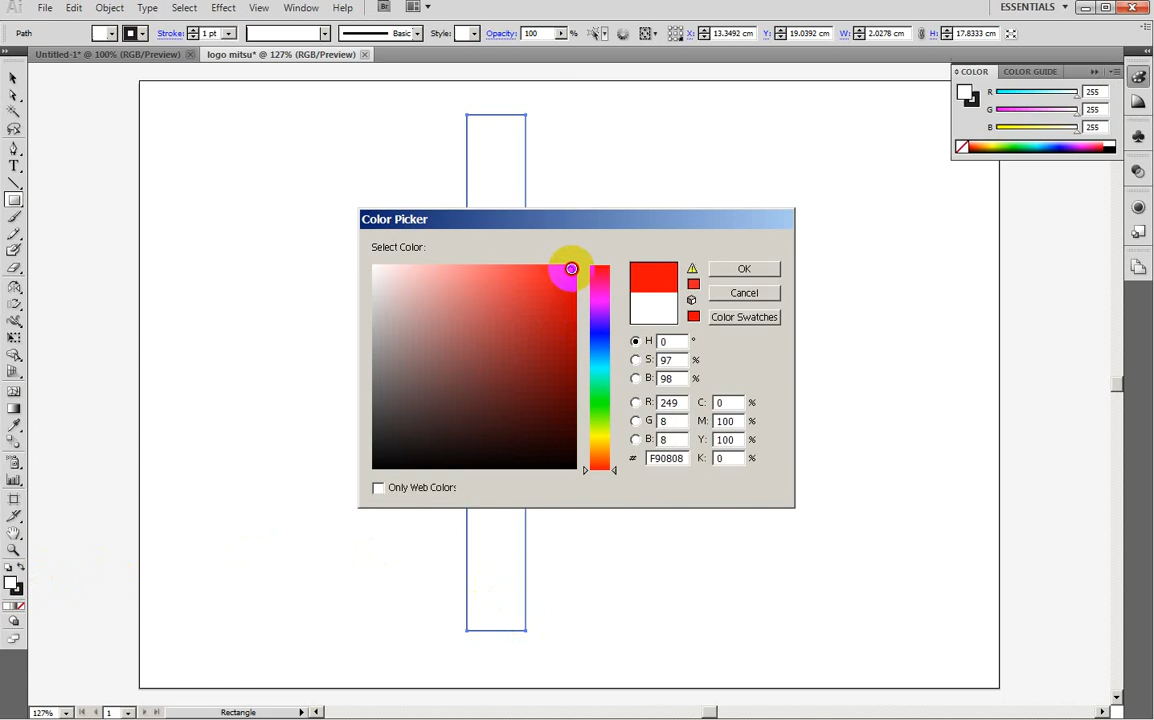 Ai File Edit Object Type Select Effect View Window Help Br ESSENTIALS
Path Stroke: 1 pt Basic Style: Opacity: 100 % X: 13.3492 cm Y: 19.0392 cm W: 2.0278 cm H: 17.8333 cm
Untitled-1* @ 100% (RGB/Preview) logo mitsu* @ 127% (RGB/Preview)
COLOR COLOR GUIDE
R 255
G 255
B 255
Color Picker
Select Color:
OK
Cancel
Color Swatches
H 0 °
S: 97 %
B: 98 %
R: 249 C: 0 %
G 8 M: 100 %
B: 8 Y: 100 %
# F90808 K: 0 %
Only Web Colors
127% 1 Rectangle